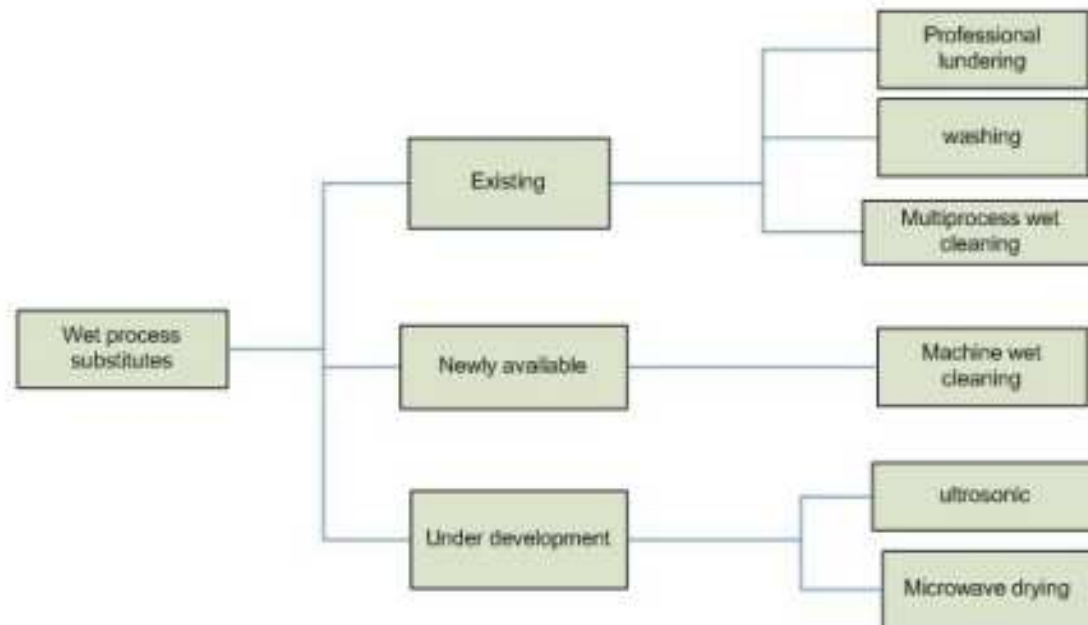 Professional
lundering
washing
Existing
Multiprocess wet
cleaning
Wet process
substitutes
Newly available
Machine wet
cleaning
ultrosonic
Under development
Microwave drying